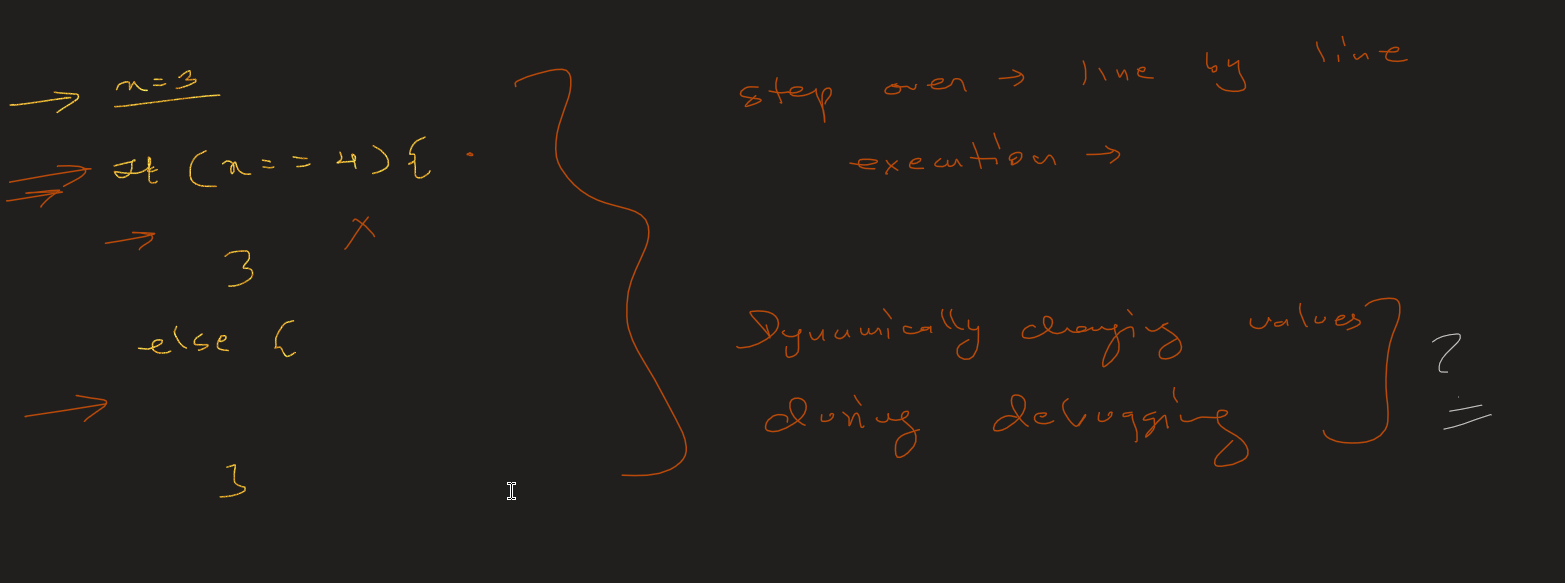 n=3
If (n==4){
}
else {
}
step over → line by line
execution →
Dynamically changing values
during debugging
?